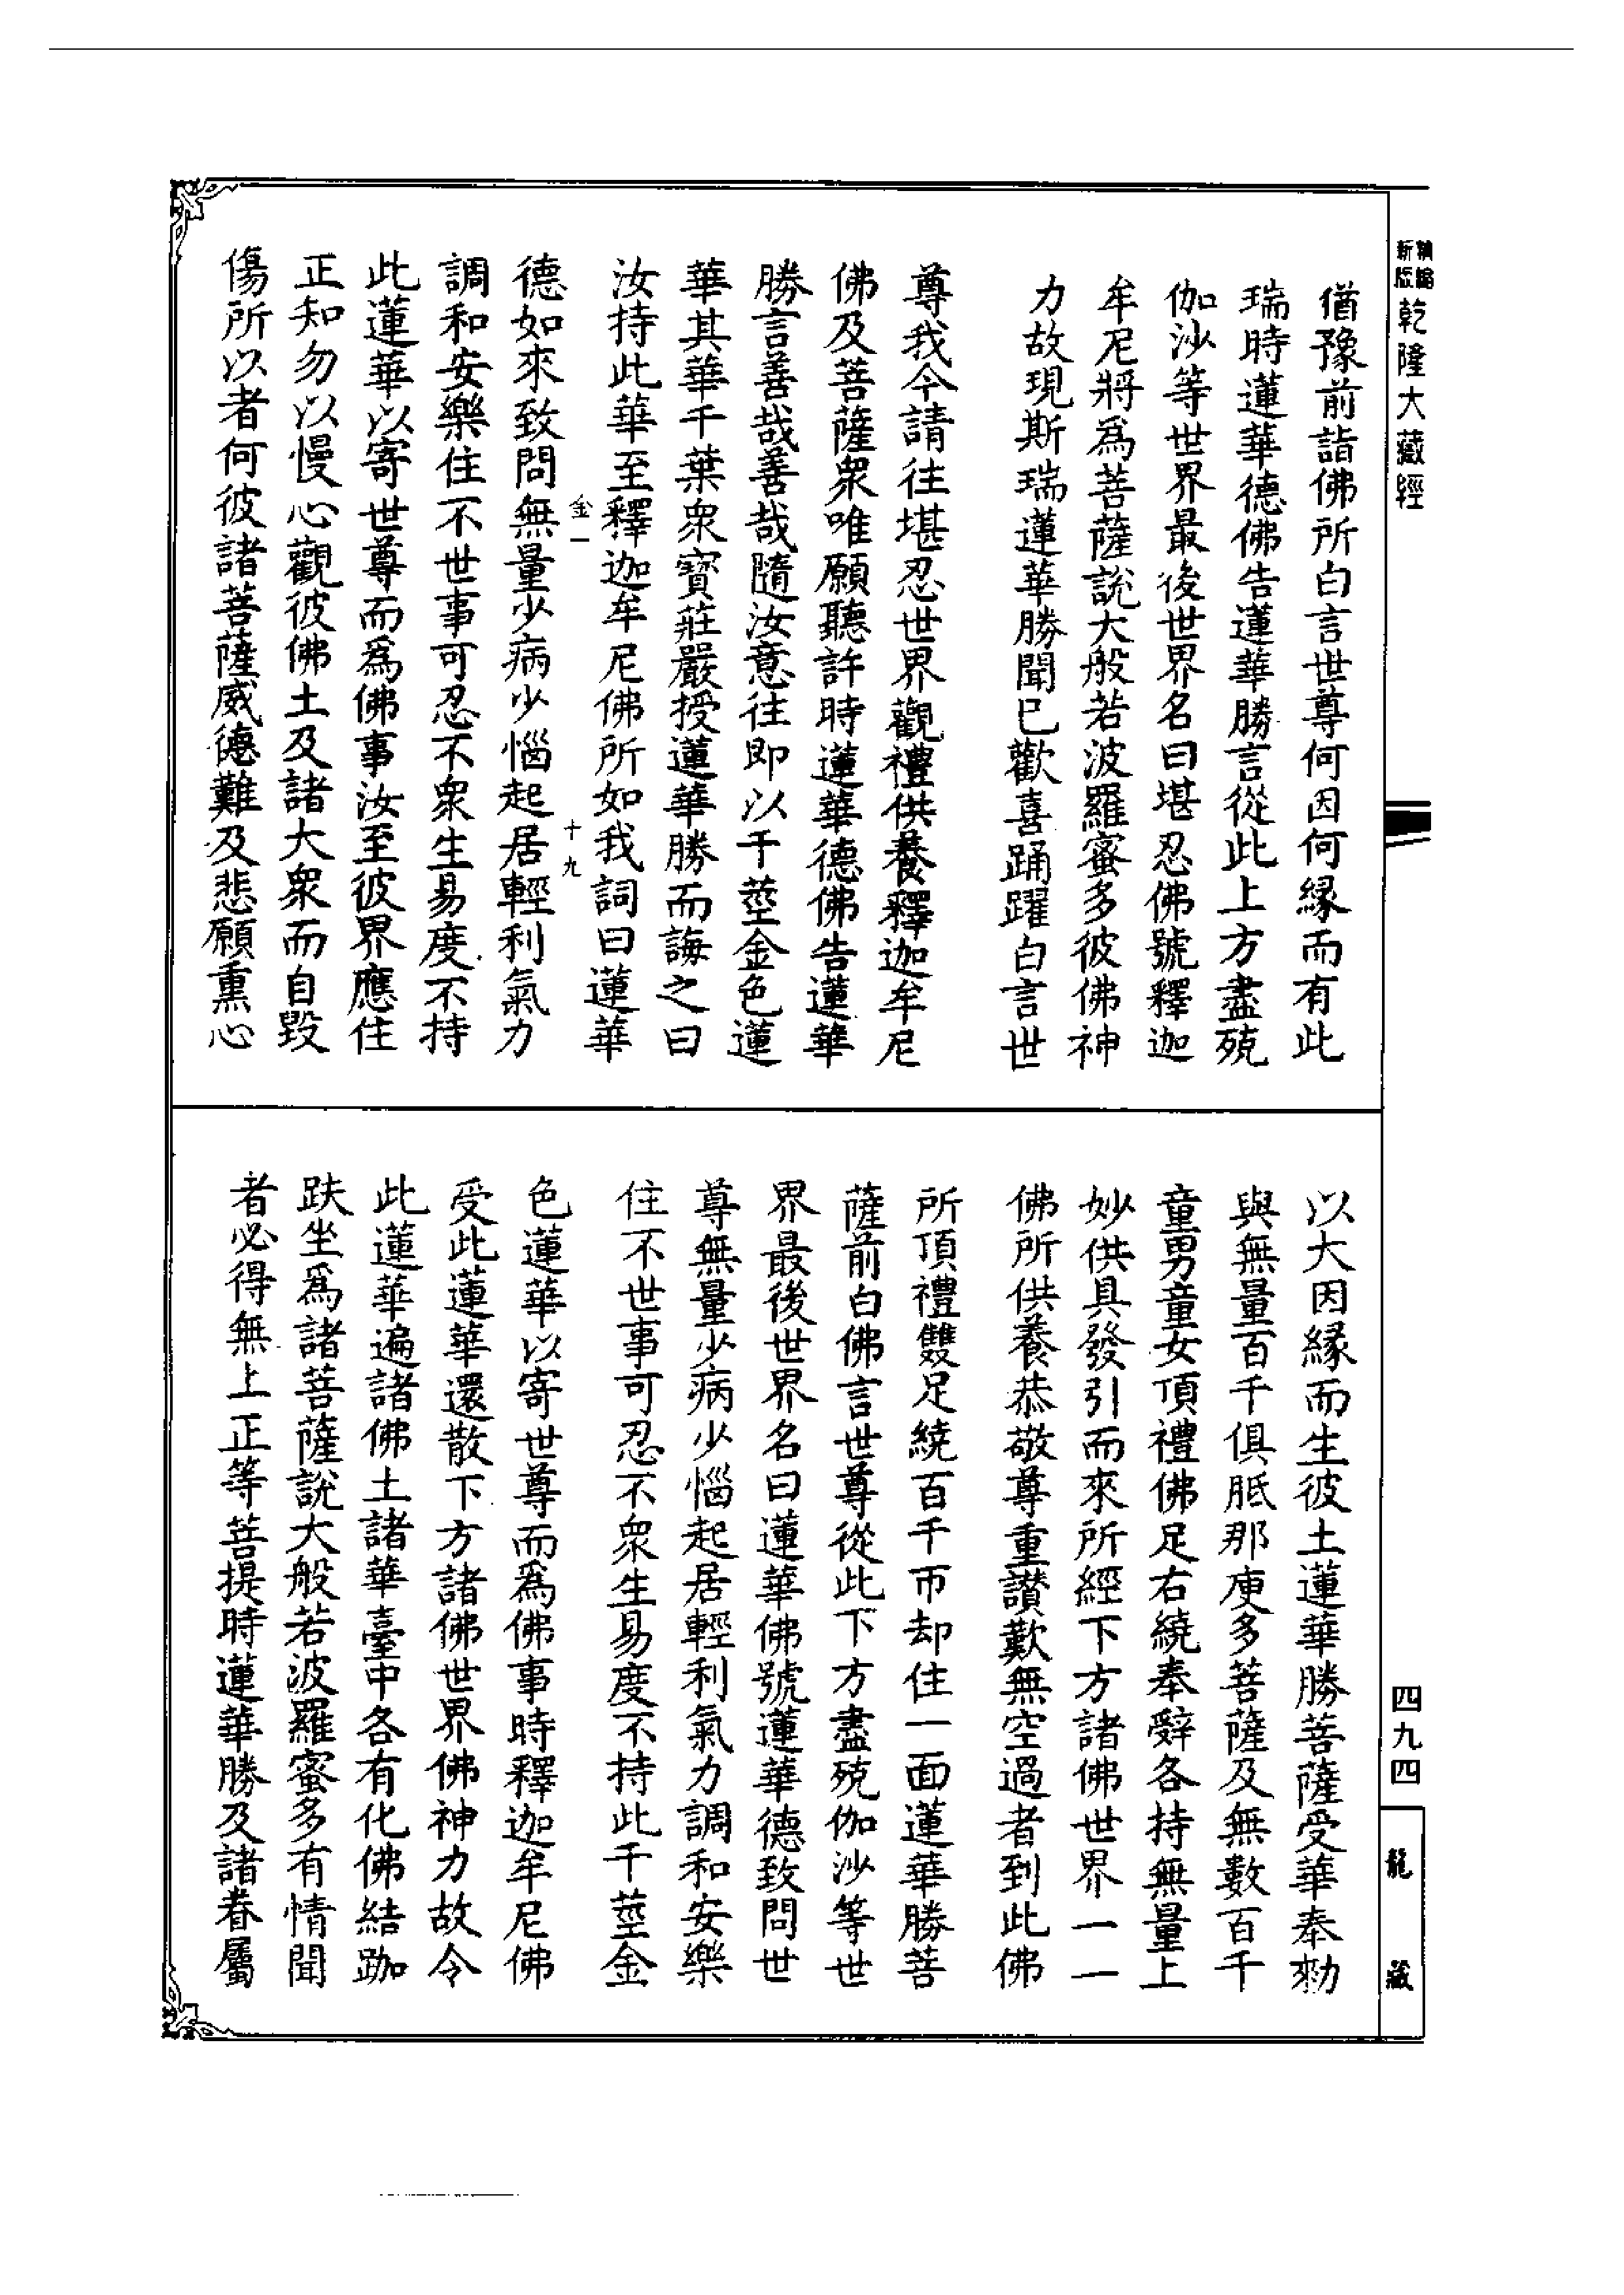 新編縮版乾隆大藏經
猶豫前詣佛所白言世尊何因何緣而有此
瑞時蓮華德佛告蓮華勝言從此上方盡殑
伽沙等世界最後世界名曰堪忍佛號釋迦
牟尼將為菩薩說大般若波羅蜜多彼佛神
力故現斯瑞蓮華勝聞已歡喜踊躍白言世
尊我今請往堪忍世界觀禮供養釋迦牟尼
佛及菩薩眾唯願聽許時蓮華德佛告蓮華
勝言善哉善哉隨汝意往即以千莖金色蓮
華其華千葉眾寶莊嚴授蓮華勝而誨之曰
汝持此華至釋迦牟尼佛所如我詞曰蓮華
金一 十九
德如來致問無量少病少惱起居輕利氣力
調和安樂住不世事可忍不眾生易度不持
此蓮華以寄世尊而為佛事汝至彼界應住
正知勿以慢心觀彼佛土及諸大眾而自毀
傷所以者何彼諸菩薩威德難及悲願熏心
以大因緣而生彼土蓮華勝菩薩受華奉勅
與無量百千俱胝那庾多菩薩及無數百千
童男童女頂禮佛足右繞奉辭各持無量上
妙供具發引而來所經下方諸佛世界一一
佛所供養恭敬尊重讚歎無空過者到此佛
所頂禮雙足繞百千帀却住一面蓮華勝菩
薩前白佛言世尊從此下方盡殑伽沙等世
界最後世界名曰蓮華佛號蓮華德致問世
尊無量少病少惱起居輕利氣力調和安樂
住不世事可忍不眾生易度不持此千莖金
色蓮華以寄世尊而為佛事時釋迦牟尼佛
受此蓮華還散下方諸佛世界佛神力故令
此蓮華遍諸佛土諸華臺中各有化佛結跏
趺坐為諸菩薩說大般若波羅蜜多有情聞
者必得無上正等菩提時蓮華勝及諸眷屬
四九四
龍藏